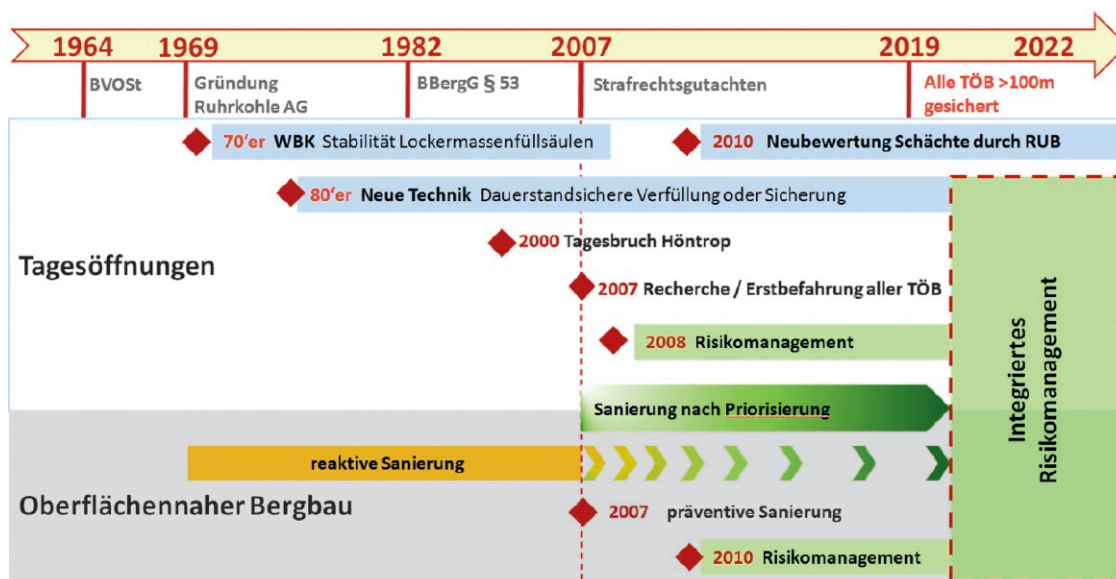 1964 1969 1982 2007 2019 2022
BVOSt
Gründung
Ruhrkohle AG
BBergG § 53
Strafrechtsgutachten
Alle TÖB >100m
gesichert
70‘er WBK Stabilität Lockermassenfüllsäulen
2010 Neubewertung Schächte durch RUB
80‘er Neue Technik Dauerstandsichere Verfüllung oder Sicherung
2000 Tagesbruch Höntrop
Tagesöffnungen
2007 Recherche / Erstbefahrung aller TÖB
2008 Risikomanagement
Sanierung nach Priorisierung
reaktive Sanierung
Oberflächennaher Bergbau
2007 präventive Sanierung
2010 Risikomanagement
Integriertes
Risikomanagement